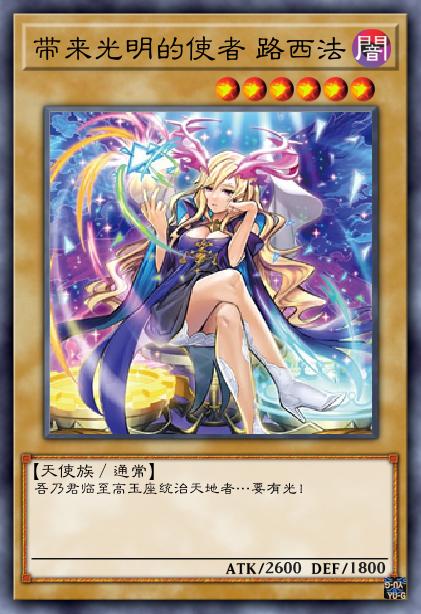 带来光明的使者 路西法 闇
【天使族 / 通常】
吾乃君临至高玉座统治天地者…要有光!
ATK/2600 DEF/1800